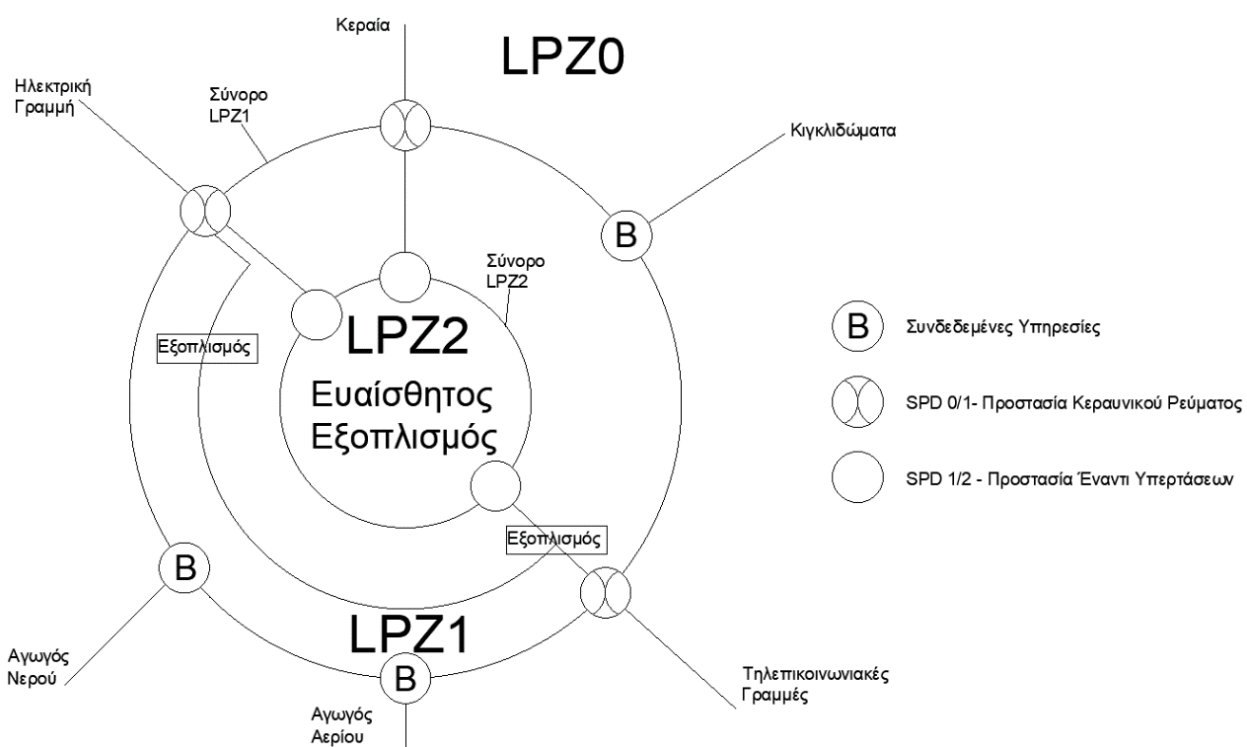 Κεραία
LPZ0
Ηλεκτρική
Γραμμή
Σύνορο
LPZ1
Κιγκλιδώματα
B
Σύνορο
LPZ2
LPZ2
Ευαίσθητος
Εξοπλισμός
Εξοπλισμός
B Συνδεδεμένες Υπηρεσίες
SPD 0/1- Προστασία Κεραυνικού Ρεύματος
SPD 1/2 - Προστασία Έναντι Υπερτάσεων
Εξοπλισμός
B
LPZ1
Αγωγός
Νερού
B
Αγωγός
Αερίου
Τηλεπικοινωνιακές
Γραμμές